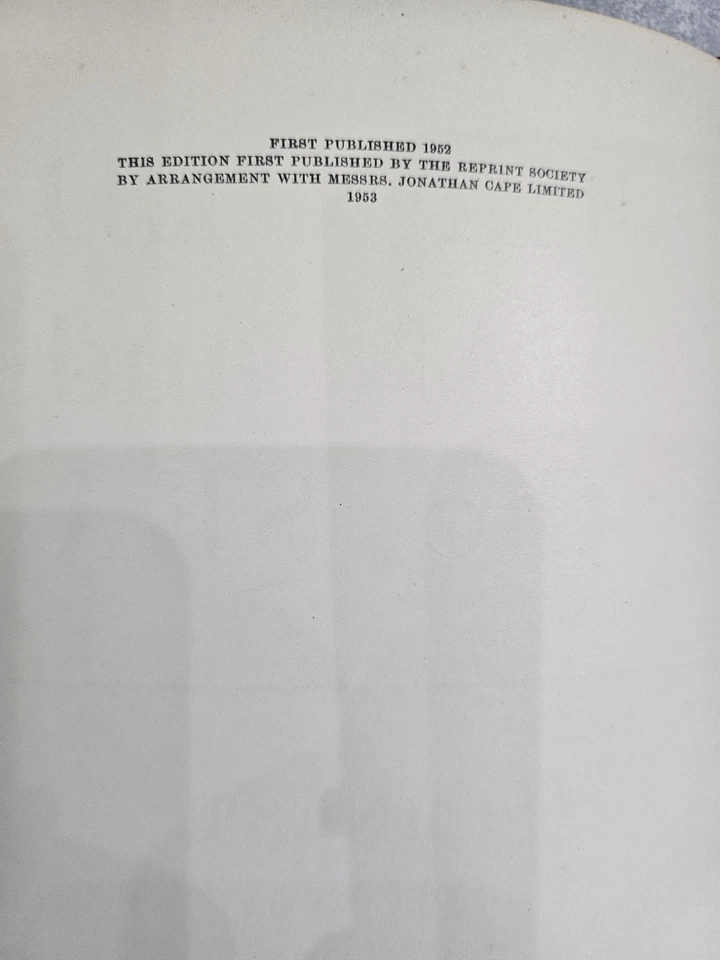 FIRST PUBLISHED 1952
THIS EDITION FIRST PUBLISHED BY THE REPRINT SOCIETY
BY ARRANGEMENT WITH MESSRS. JONATHAN CAPE LIMITED
1953